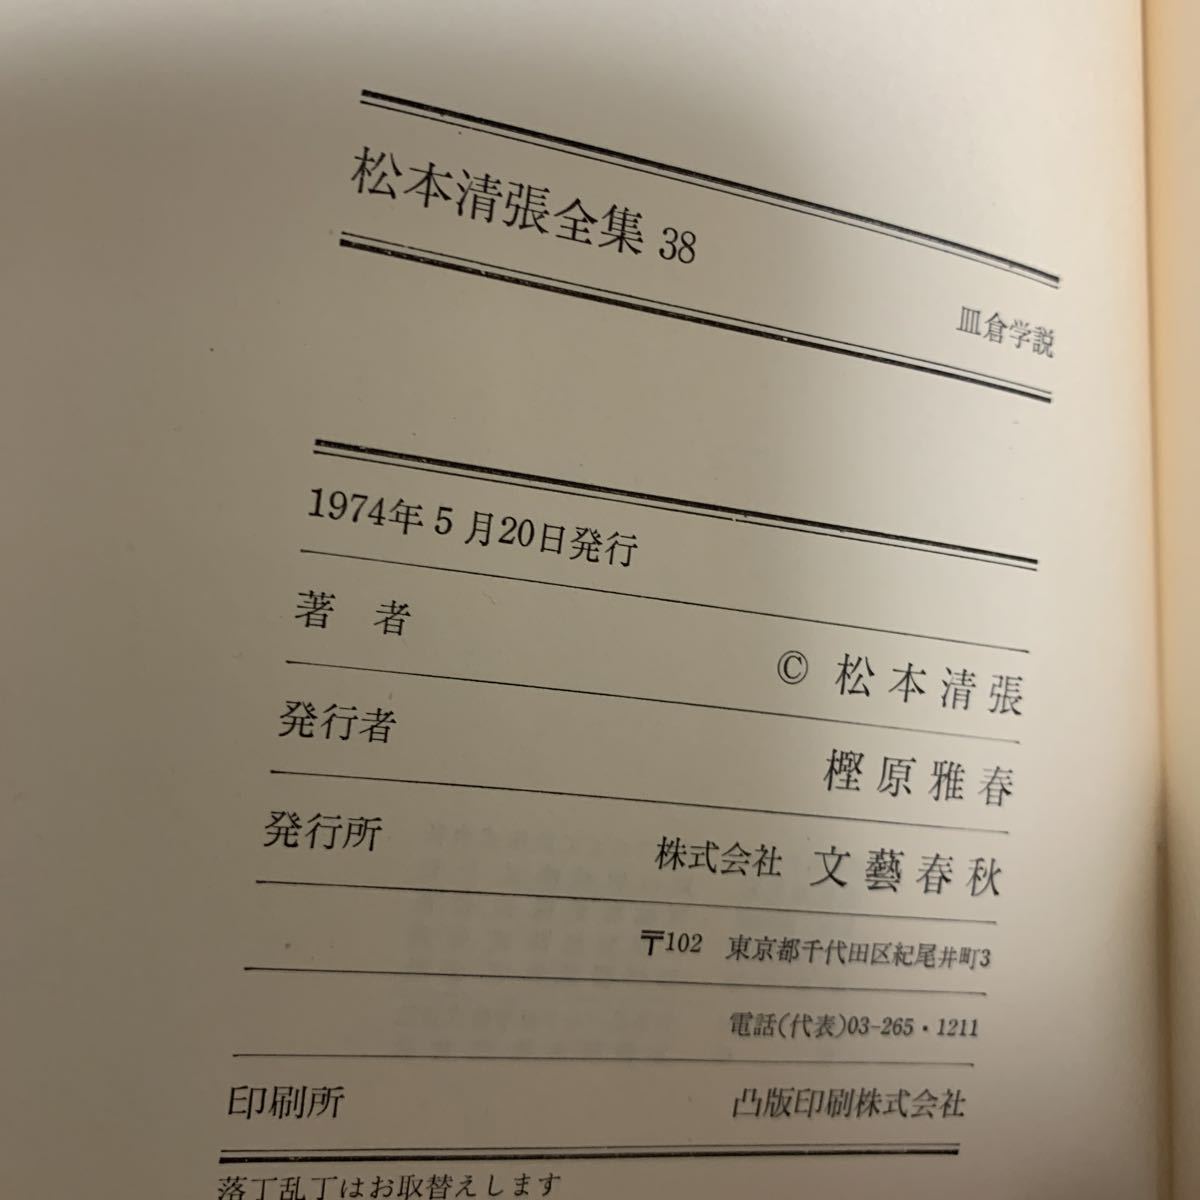 松本清張全集 38
皿倉学説
1974年5月20日発行
著 者 © 松本清張
発行者 樫原雅春
発行所 株式会社 文藝春秋
〒102 東京都千代田区紀尾井町3
電話(代表)03-265・1211
印刷所 凸版印刷株式会社
落丁乱丁はお取替えします